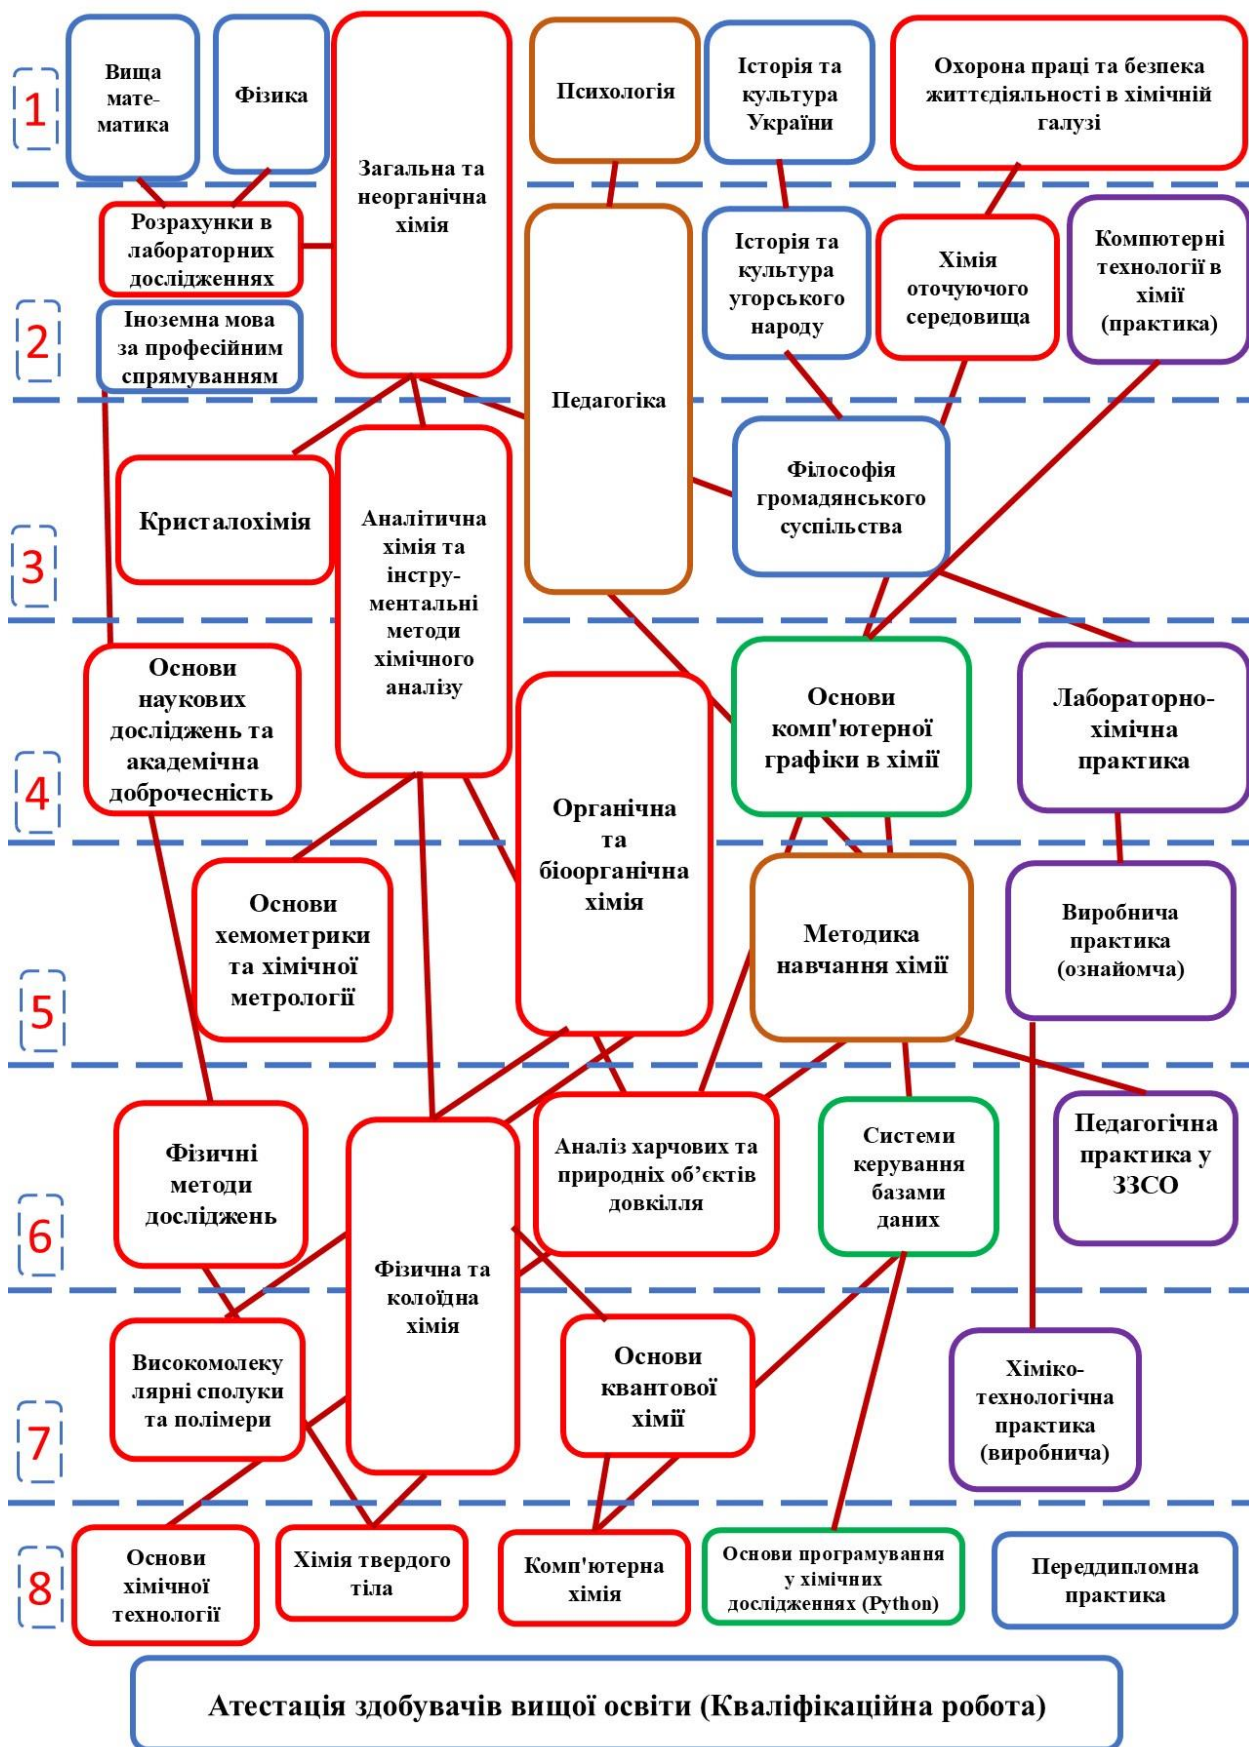 1
Вища
мате-
матика
Фізика
Загальна та
неорганічна
хімія
Психологія
Історія та
культура
України
Охорона праці та безпека
життєдіяльності в хімічній
галузі
2
Розрахунки в
лабораторних
дослідженнях
Іноземна мова
за професійним
спрямуванням
Педагогіка
Історія та
культура
угорського
народу
Хімія
оточуючого
середовища
Компютерні
технології в
хімії
(практика)
3
Кристалохімія
Аналітична
хімія та
інстру-
ментальні
методи
хімічного
аналізу
Філософія
громадянського
суспільства
4
Основи
наукових
досліджень та
академічна
доброчесність
Органічна
та
біоорганічна
хімія
Основи
комп'ютерної
графіки в хімії
Лабораторно-
хімічна
практика
5
Основи
хемометрики
та хімічної
метрології
Методика
навчання хімії
Виробнича
практика
(ознайомча)
6
Фізичні
методи
досліджень
Фізична та
колоїдна
хімія
Аналіз харчових та
природніх об’єктів
довкілля
Системи
керування
базами
даних
Педагогічна
практика у
ЗЗСО
7
Високомолеку
лярні сполуки
та полімери
Основи
квантової
хімії
Хіміко-
технологічна
практика
(виробнича)
8
Основи
хімічної
технології
Хімія твердого
тіла
Комп'ютерна
хімія
Основи програмування
у хімічних
дослідженнях (Python)
Переддипломна
практика
Атестація здобувачів вищої освіти (Кваліфікаційна робота)